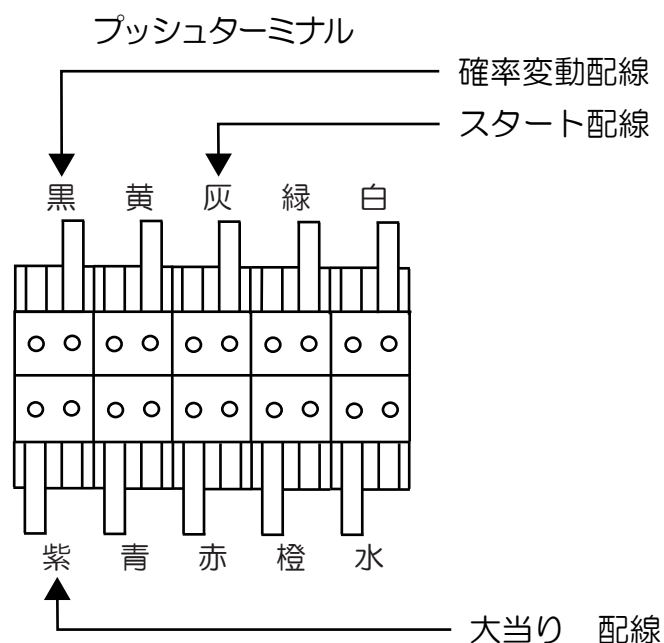 プッシュターミナル
確率変動配線
スタート配線
黒 黄 灰 緑 白
紫 青 赤 橙 水
大当り 配線